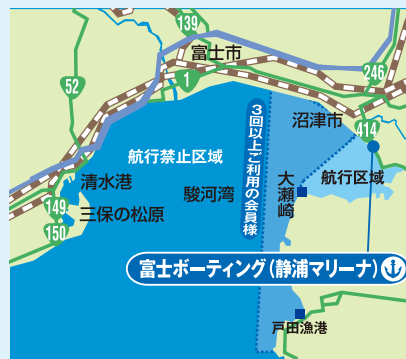 139
富士市
1
246
52
沼津市
414
航行禁止区域
3回以上ご利用の会員様
大瀬崎
航行区域
清水港
駿河湾
149
三保の松原
150
富士ボーティング(静浦マリーナ)
戸田漁港